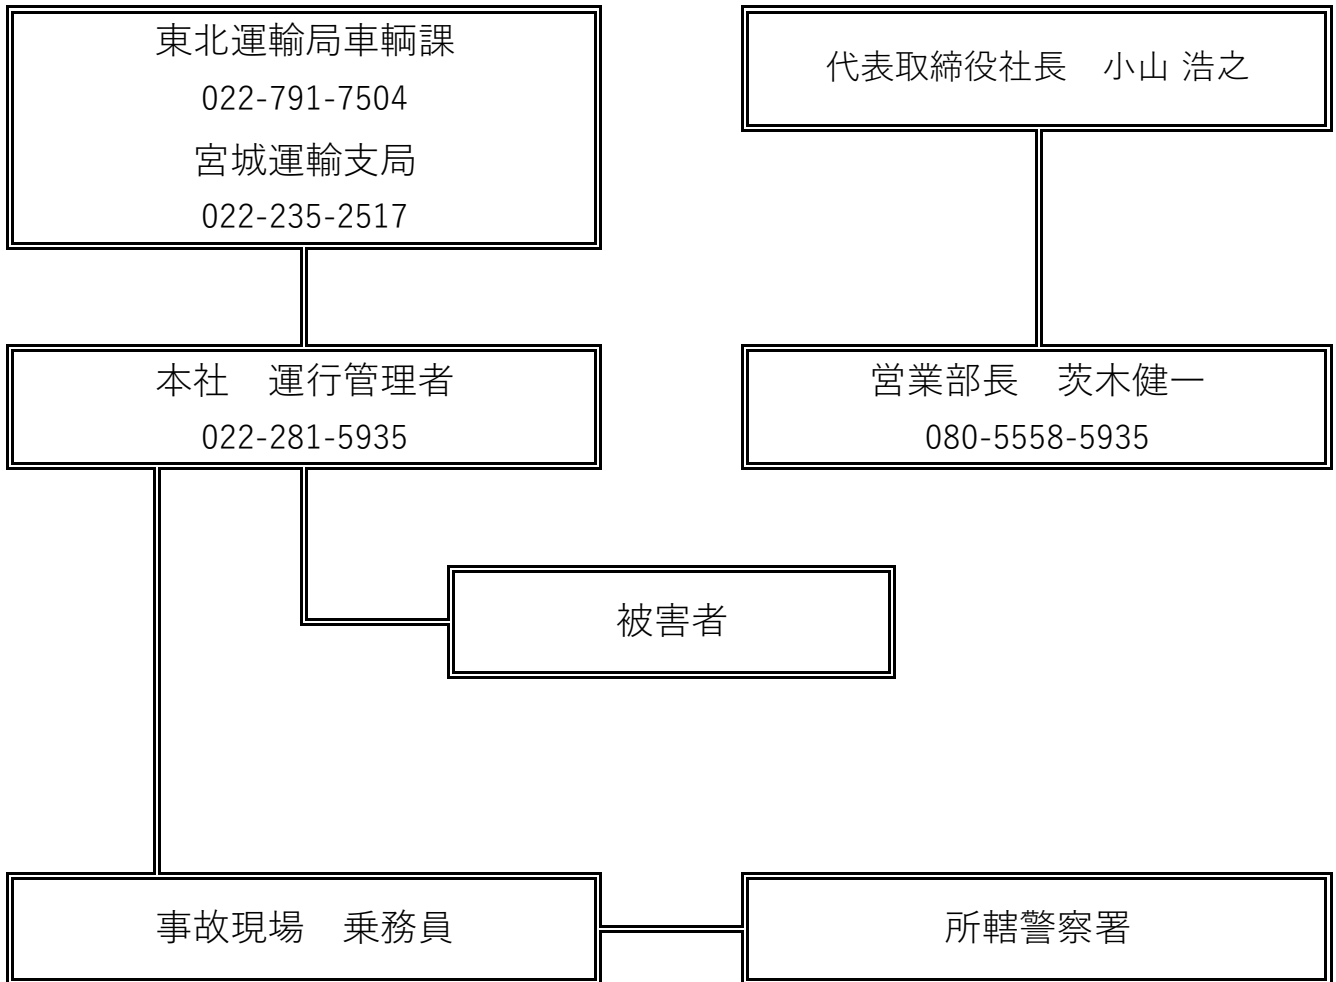 東北運輸局車輌課
022-791-7504
宮城運輸支局
022-235-2517
代表取締役社長　小山 浩之
本社　運行管理者
022-281-5935
営業部長　茨木健一
080-5558-5935
被害者
事故現場　乗務員
所轄警察署